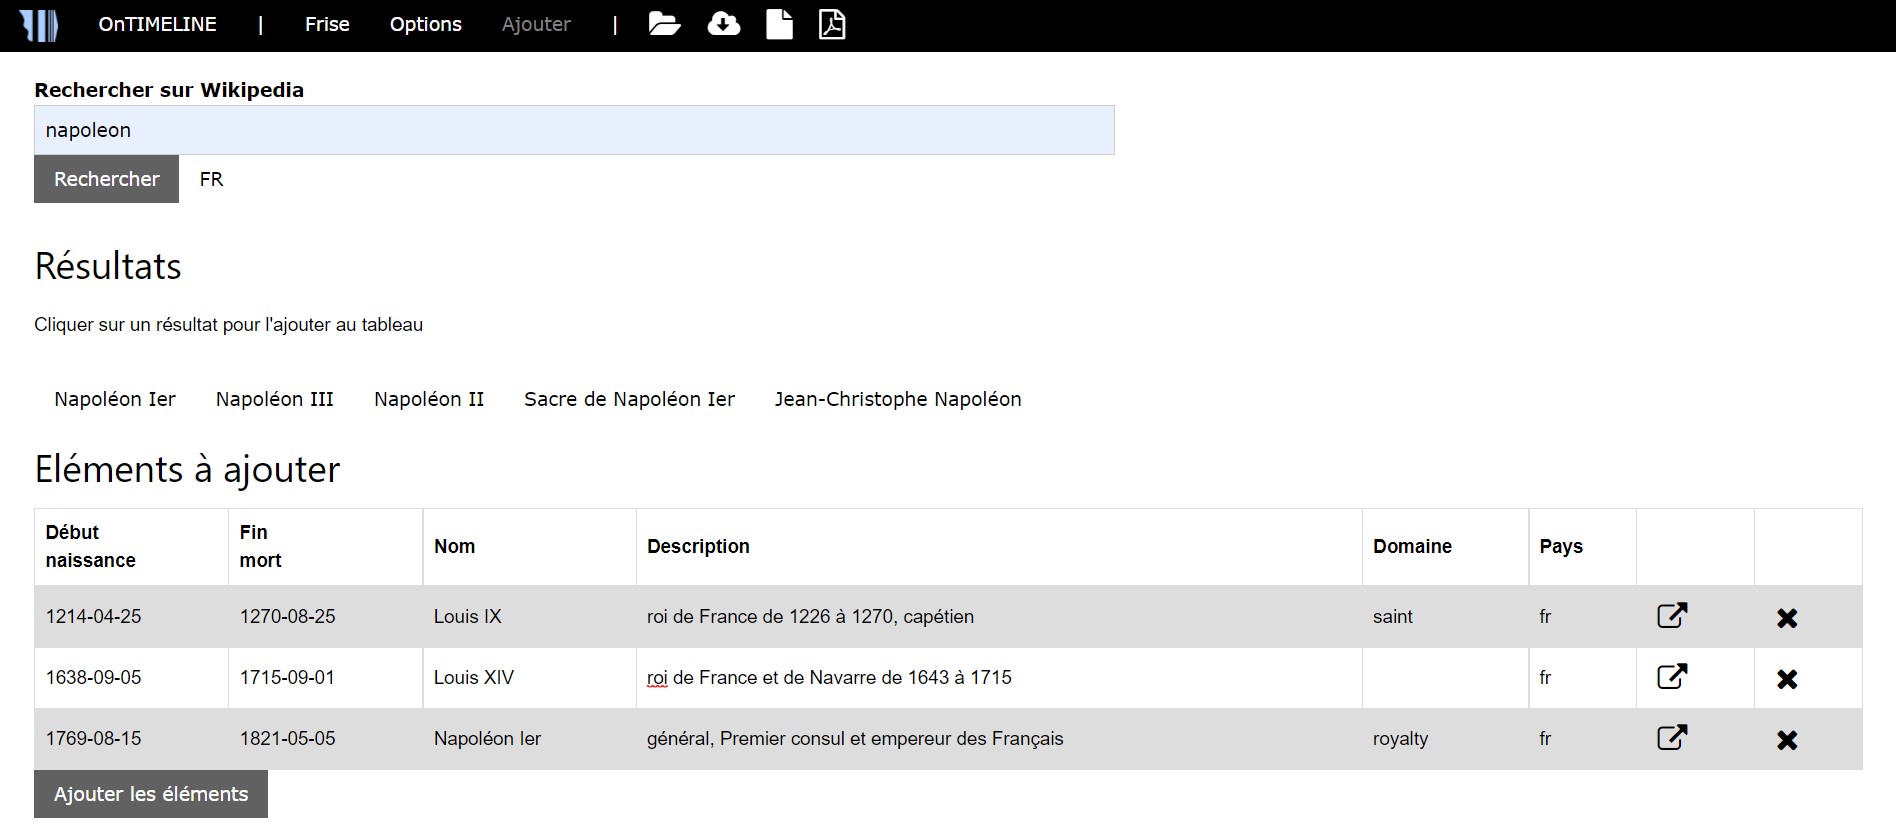 OnTIMELINE | Frise Options Ajouter |
Rechercher sur Wikipedia
napoleon
Rechercher FR
Résultats
Cliquer sur un résultat pour l'ajouter au tableau
Napoléon Ier Napoléon III Napoléon II Sacre de Napoléon Ier Jean-Christophe Napoléon
Eléments à ajouter
Début naissance Fin mort Nom Description Domaine Pays
1214-04-25 1270-08-25 Louis IX roi de France de 1226 à 1270, capétien saint fr
1638-09-05 1715-09-01 Louis XIV roi de France et de Navarre de 1643 à 1715 fr
1769-08-15 1821-05-05 Napoléon Ier général, Premier consul et empereur des Français royalty fr
Ajouter les éléments